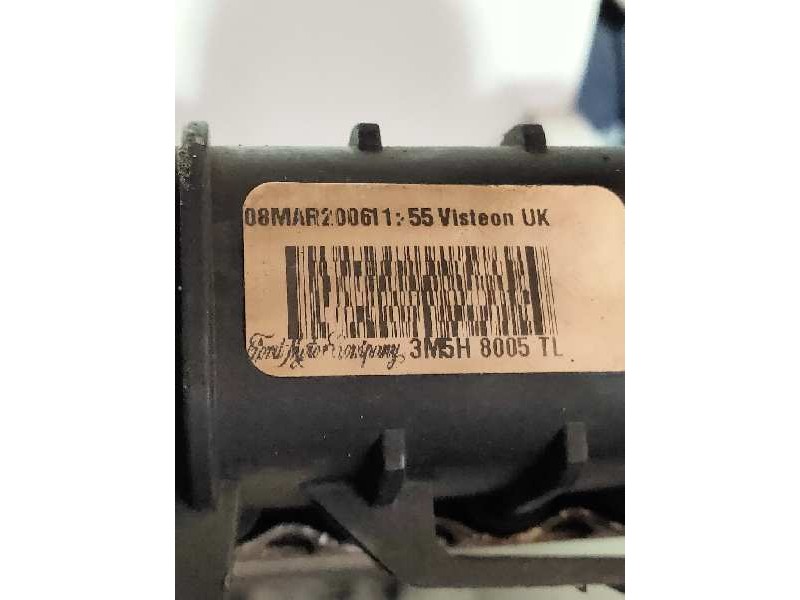 08MAR200611:55 Visteon UK
Ford Motor Company 3M5H 8005 TL